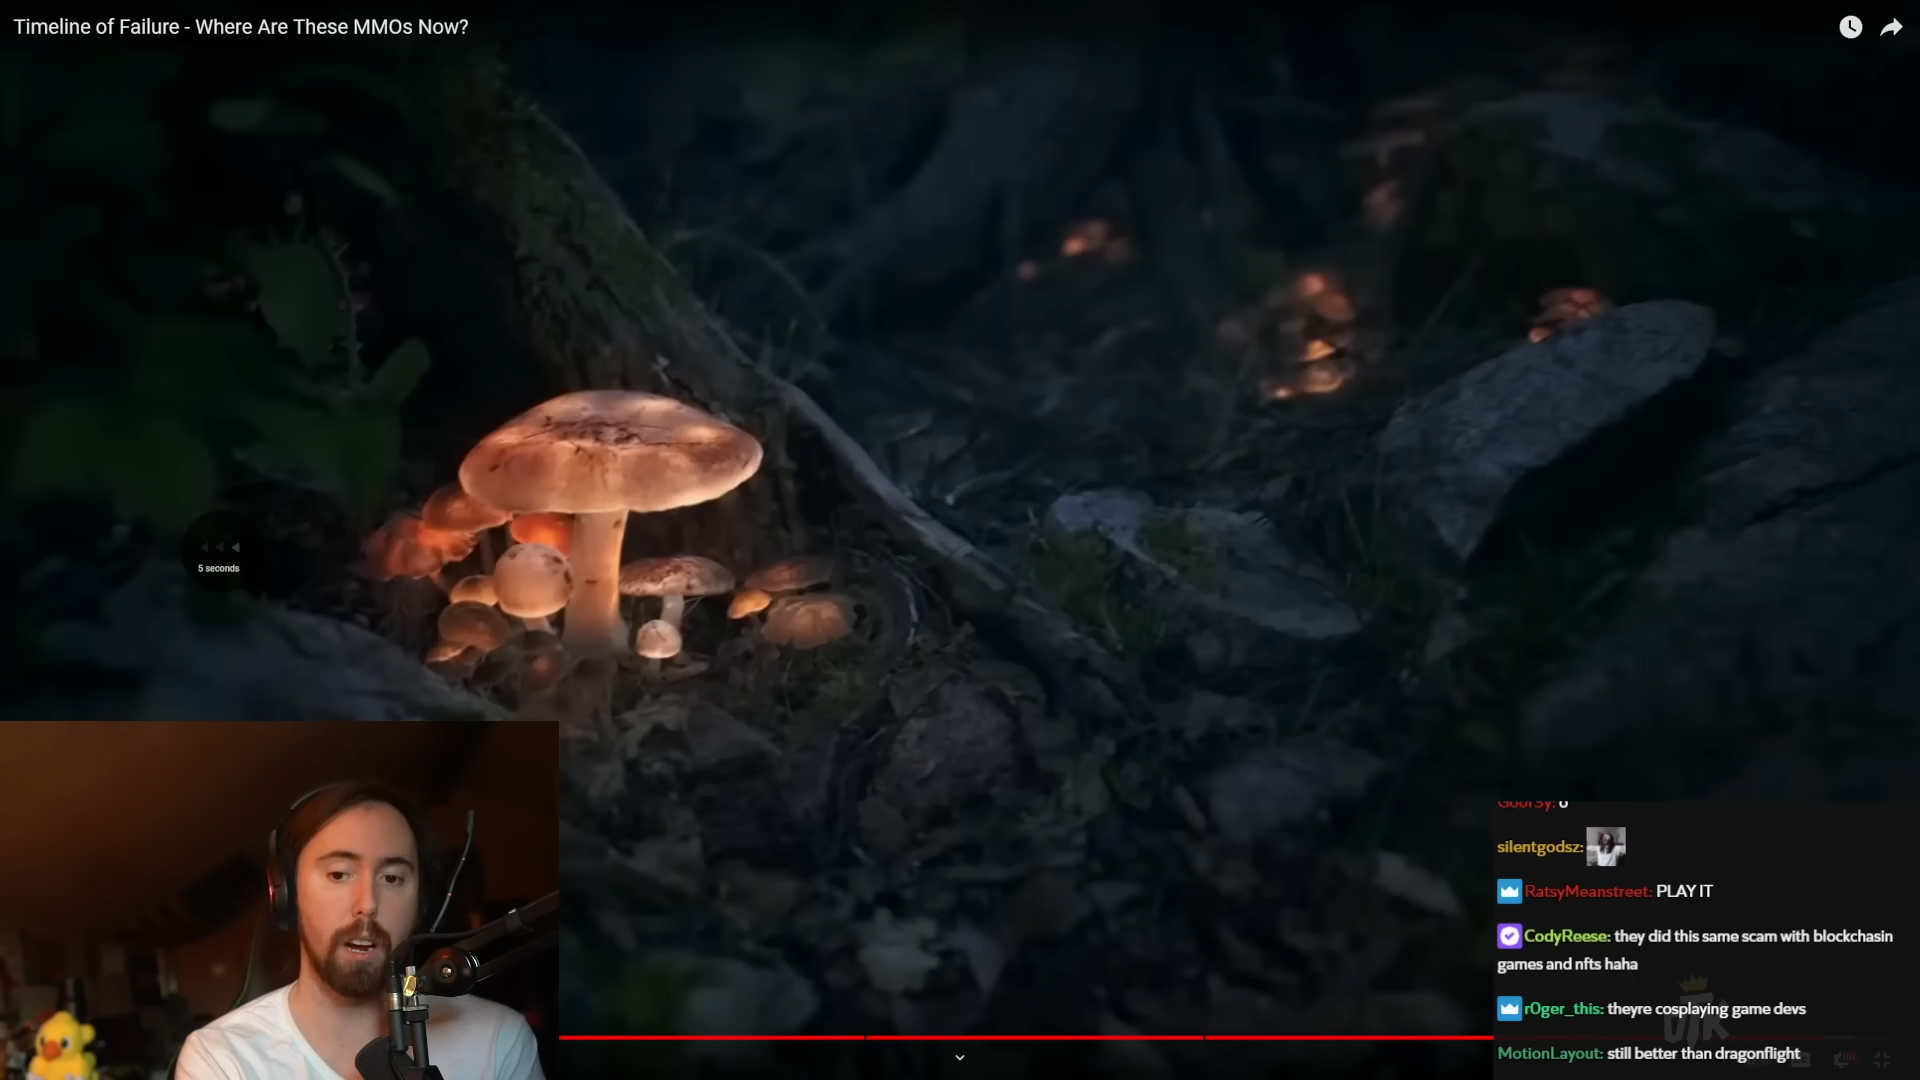 Timeline of Failure - Where Are These MMOs Now?
5 seconds
silentgodsz:
RatsyMeanstreet: PLAY IT
CodyReese: they did this same scam with blockchasin
games and nfts haha
r0ger_this: theyre cosplaying game devs
MotionLayout: still better than dragonflight